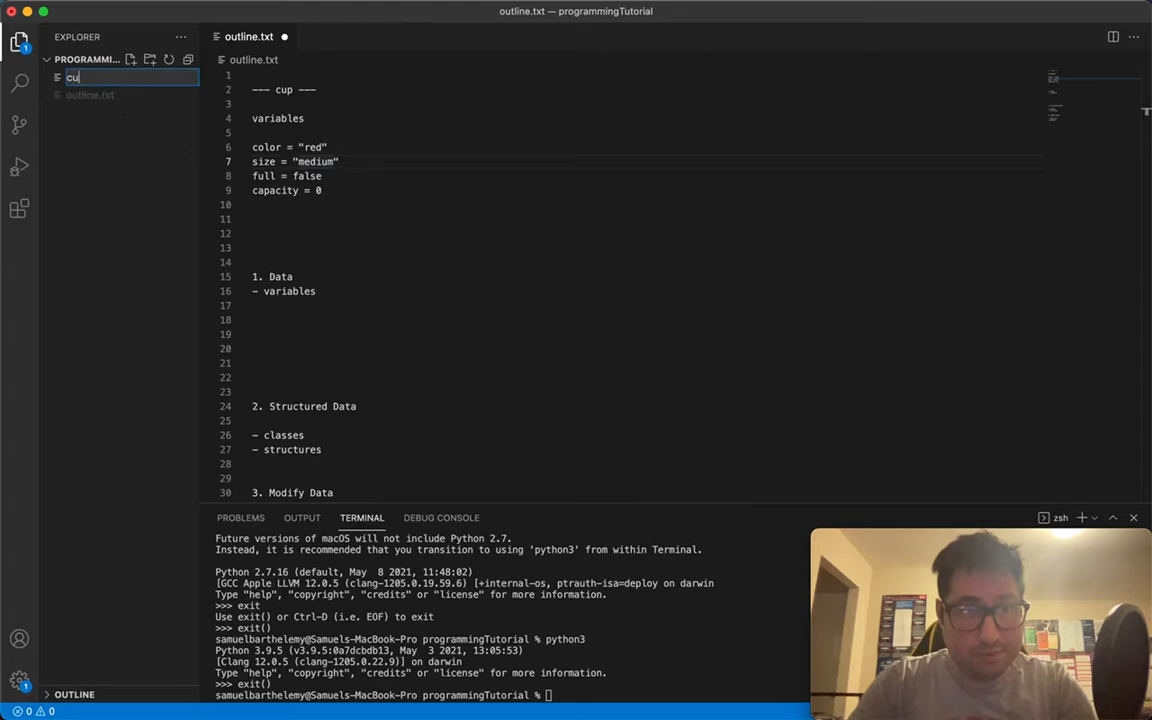 outline.txt — programmingTutorial
EXPLORER
outline.txt
PROGRAMMI...
outline.txt
cu
outline.txt
1
2 --- cup ---
3
4 variables
5
6 color = "red"
7 size = "medium"
8 full = false
9 capacity = 0
10
11
12
13
14
15 1. Data
16 - variables
17
18
19
20
21
22
23
24 2. Structured Data
25
26 - classes
27 - structures
28
29
30 3. Modify Data
PROBLEMS OUTPUT TERMINAL DEBUG CONSOLE
zsh
Future versions of macOS will not include Python 2.7.
Instead, it is recommended that you transition to using 'python3' from within Terminal.
Python 2.7.16 (default, May  8 2021, 11:48:02)
[GCC Apple LLVM 12.0.5 (clang-1205.0.19.59.6) [+internal-os, ptrauth-isa=deploy on darwin
Type "help", "copyright", "credits" or "license" for more information.
>>> exit
Use exit() or Ctrl-D (i.e. EOF) to exit
>>> exit()
samuelbarthelemy@Samuels-MacBook-Pro programmingTutorial % python3
Python 3.9.5 (v3.9.5:0a7dcbdb13, May  3 2021, 13:05:53)
[Clang 12.0.5 (clang-1205.0.22.9)] on darwin
Type "help", "copyright", "credits" or "license" for more information.
>>> exit()
samuelbarthelemy@Samuels-MacBook-Pro programmingTutorial %
OUTLINE
1
1
0 0